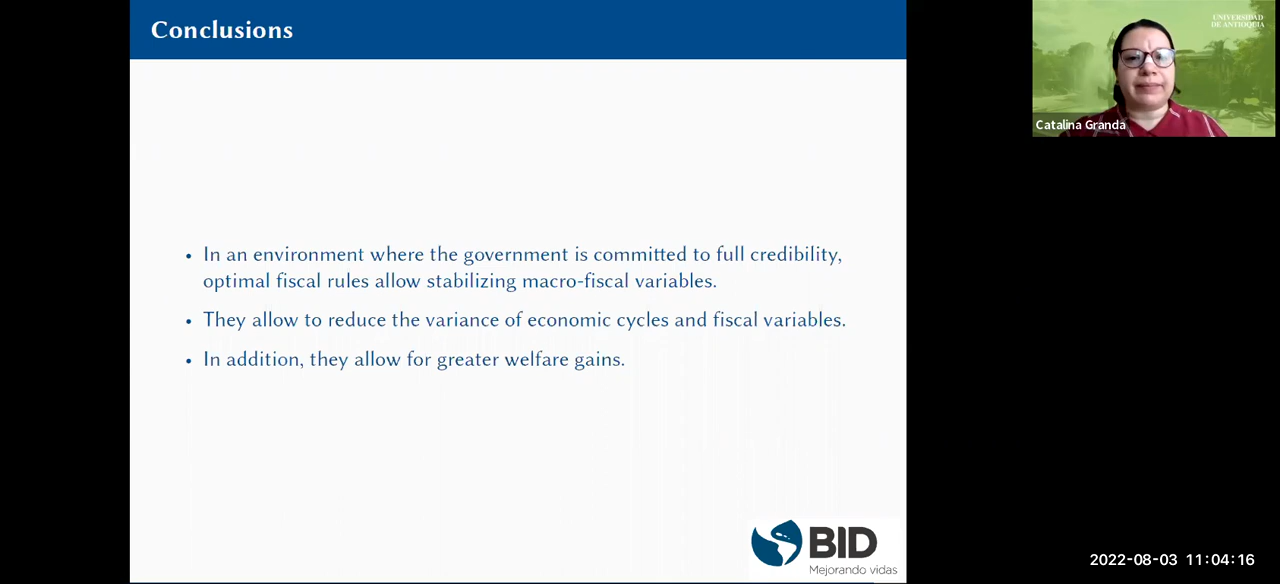 Conclusions
UNIVERSIDAD
DE ANTIOQUIA
Catalina Granda
• In an environment where the government is committed to full credibility,
optimal fiscal rules allow stabilizing macro-fiscal variables.
• They allow to reduce the variance of economic cycles and fiscal variables.
• In addition, they allow for greater welfare gains.
BID
Mejorando vidas
2022-08-03 11:04:16